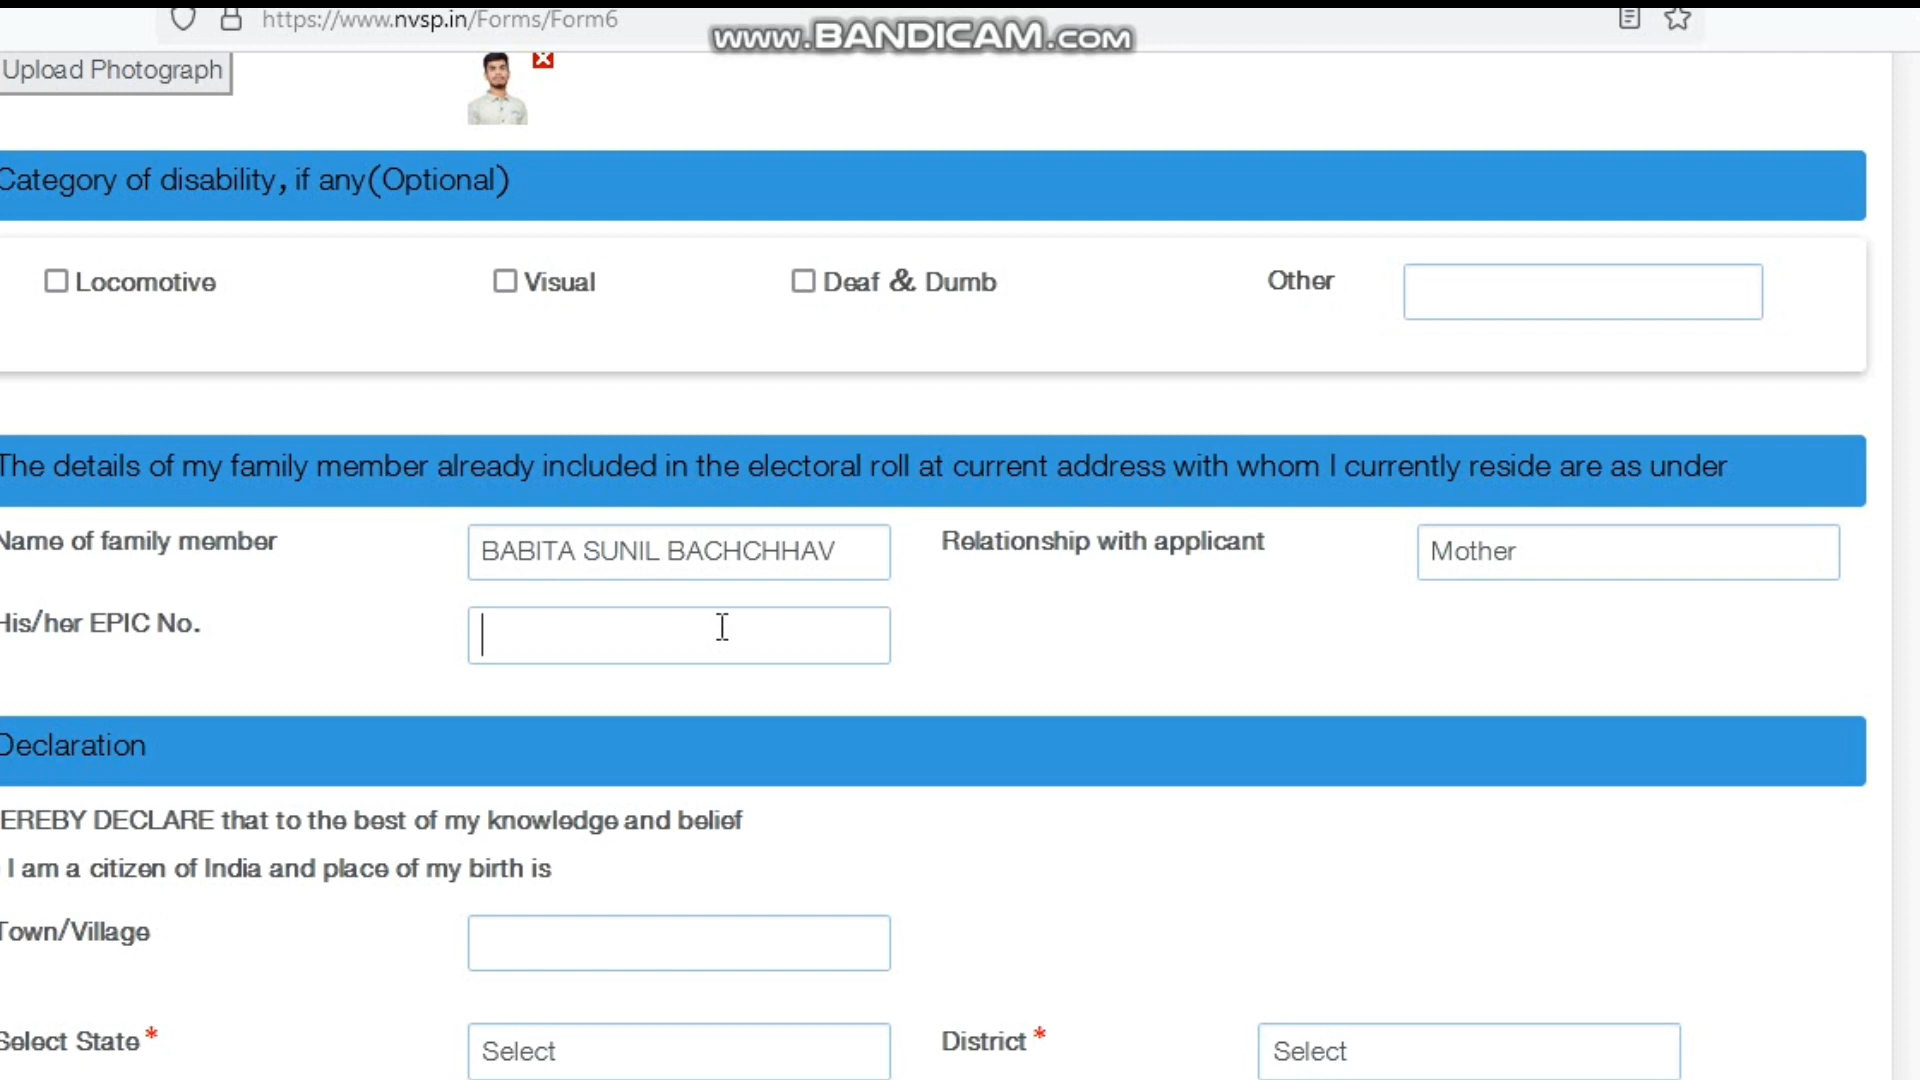 https://www.nvsp.in/Forms/Form6
www.BANDICAM.com
Upload Photograph
Category of disability, if any(Optional)
Locomotive
Visual
Deaf & Dumb
Other
The details of my family member already included in the electoral roll at current address with whom I currently reside are as under
Name of family member
BABITA SUNIL BACHCHHAV
Relationship with applicant
Mother
His/her EPIC No.
Declaration
EREBY DECLARE that to the best of my knowledge and belief
I am a citizen of India and place of my birth is
Town/Village
Select State *
Select
District *
Select